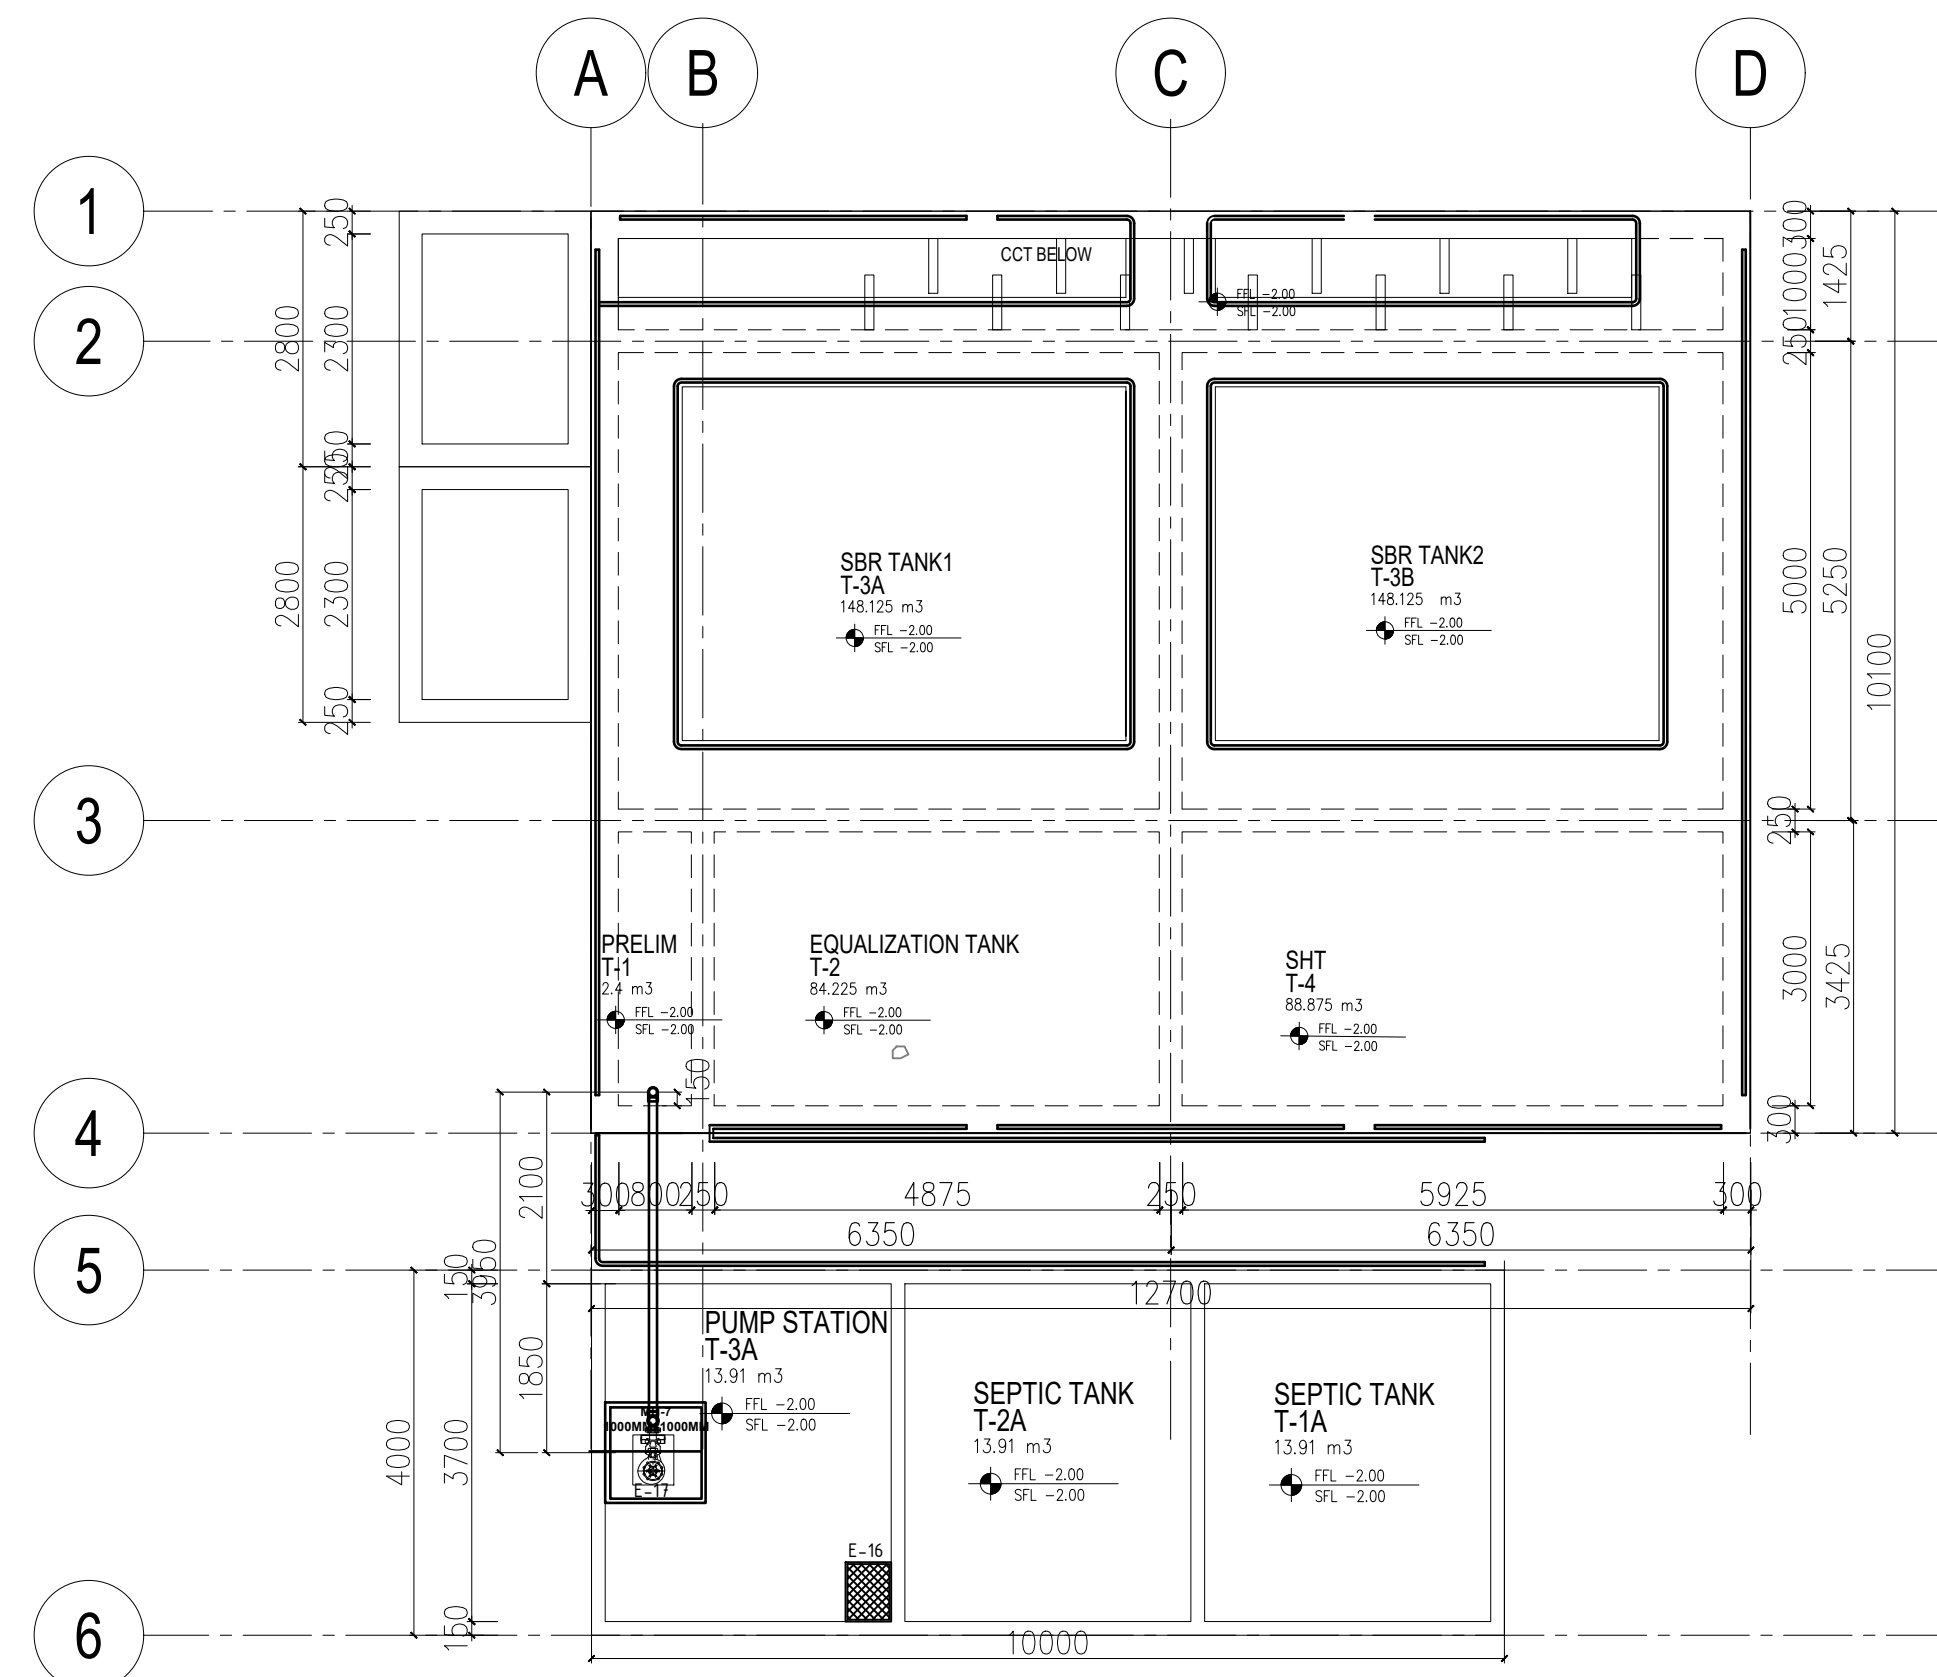 A
B
C
D
1
2
3
4
5
6
250
2300
250
250
2300
250
2800
2800
CCT BELOW
FFL -2.00
SFL -2.00
300
1000
250
1425
5000
5250
10100
250
3000
3425
300
SBR TANK1
T-3A
148.125 m3
FFL -2.00
SFL -2.00
SBR TANK2
T-3B
148.125 m3
FFL -2.00
SFL -2.00
PRELIM
T-1
2.4 m3
FFL -2.00
SFL -2.00
EQUALIZATION TANK
T-2
84.225 m3
FFL -2.00
SFL -2.00
SHT
T-4
88.875 m3
FFL -2.00
SFL -2.00
150
300 800 250 4875 250 5925 300
6350 6350
12700
2100
3950
1850
150
4000
3700
150
PUMP STATION
T-3A
13.91 m3
FFL -2.00
SFL -2.00
1000MM 1000MM
E-17
E-16
SEPTIC TANK
T-2A
13.91 m3
FFL -2.00
SFL -2.00
SEPTIC TANK
T-1A
13.91 m3
FFL -2.00
SFL -2.00
10000